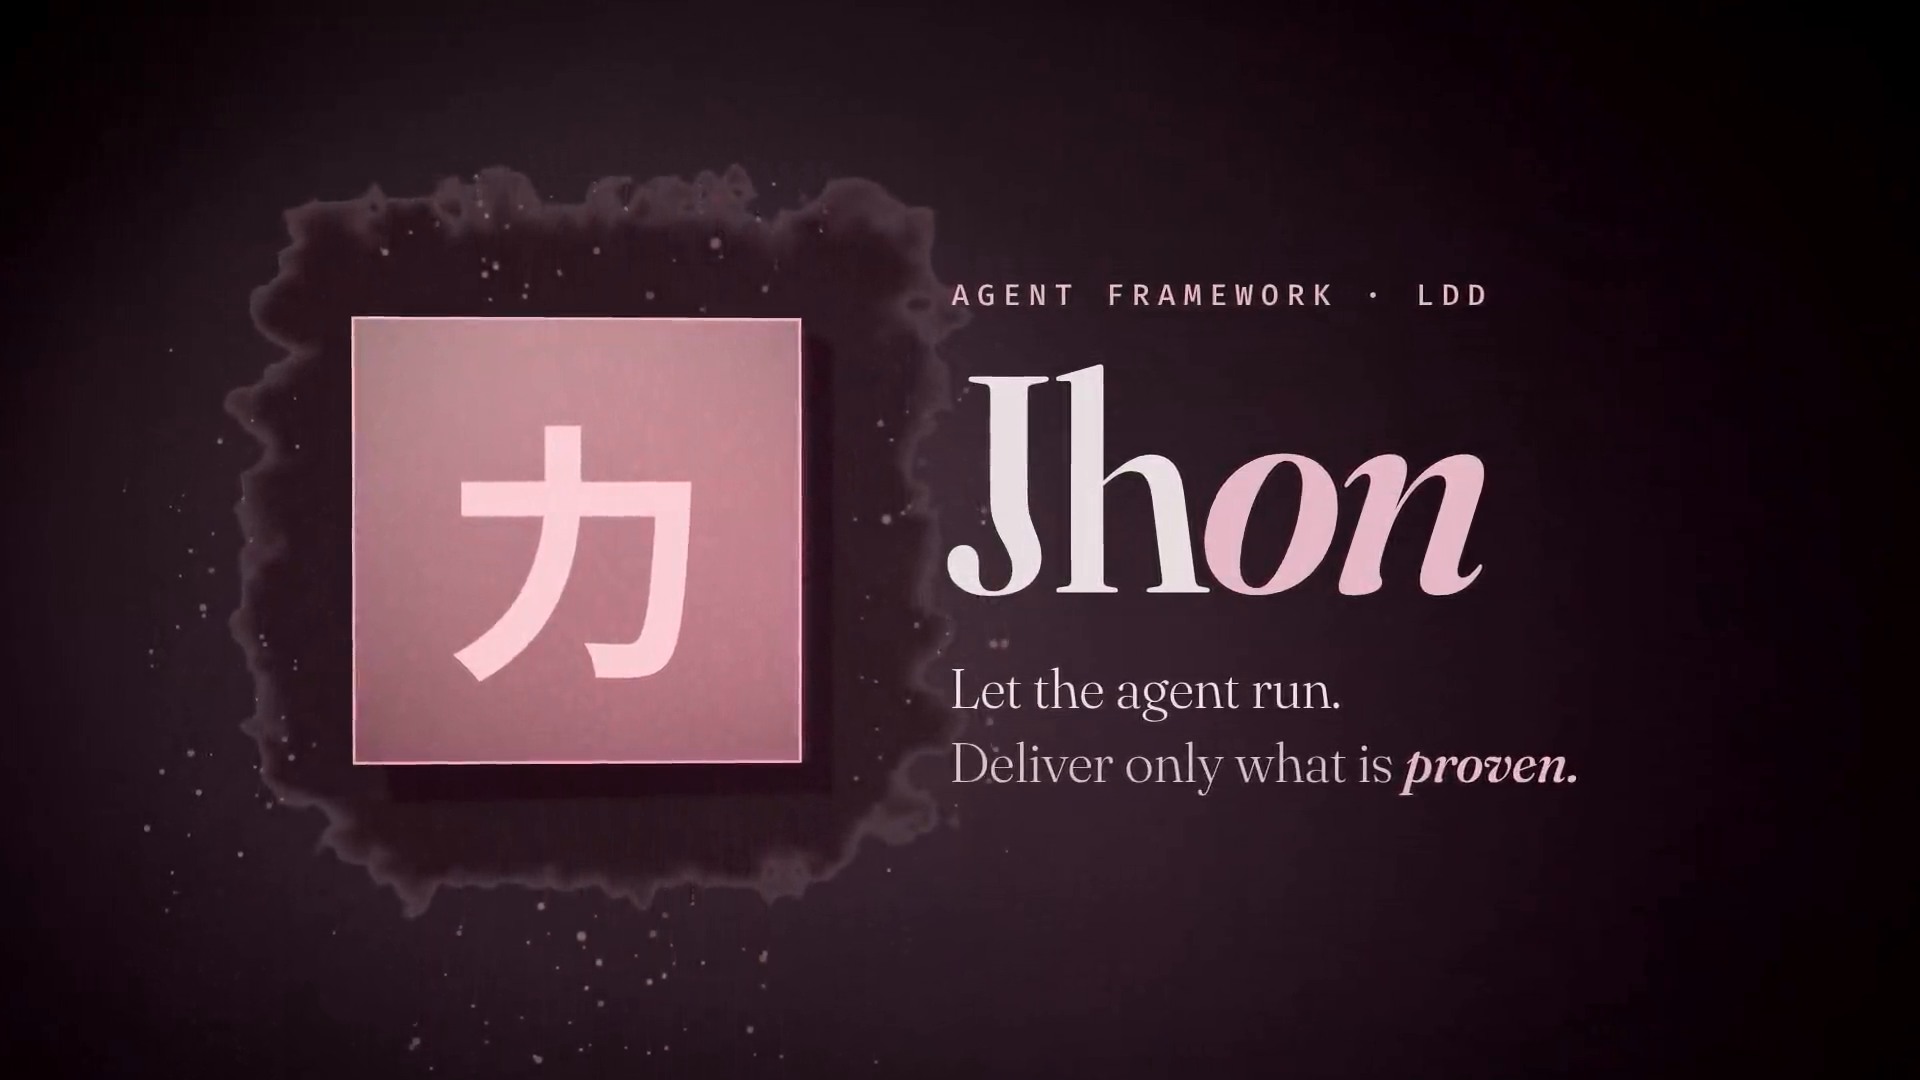 力
AGENT FRAMEWORK · LDD
Jhon
Let the agent run.
Deliver only what is proven.